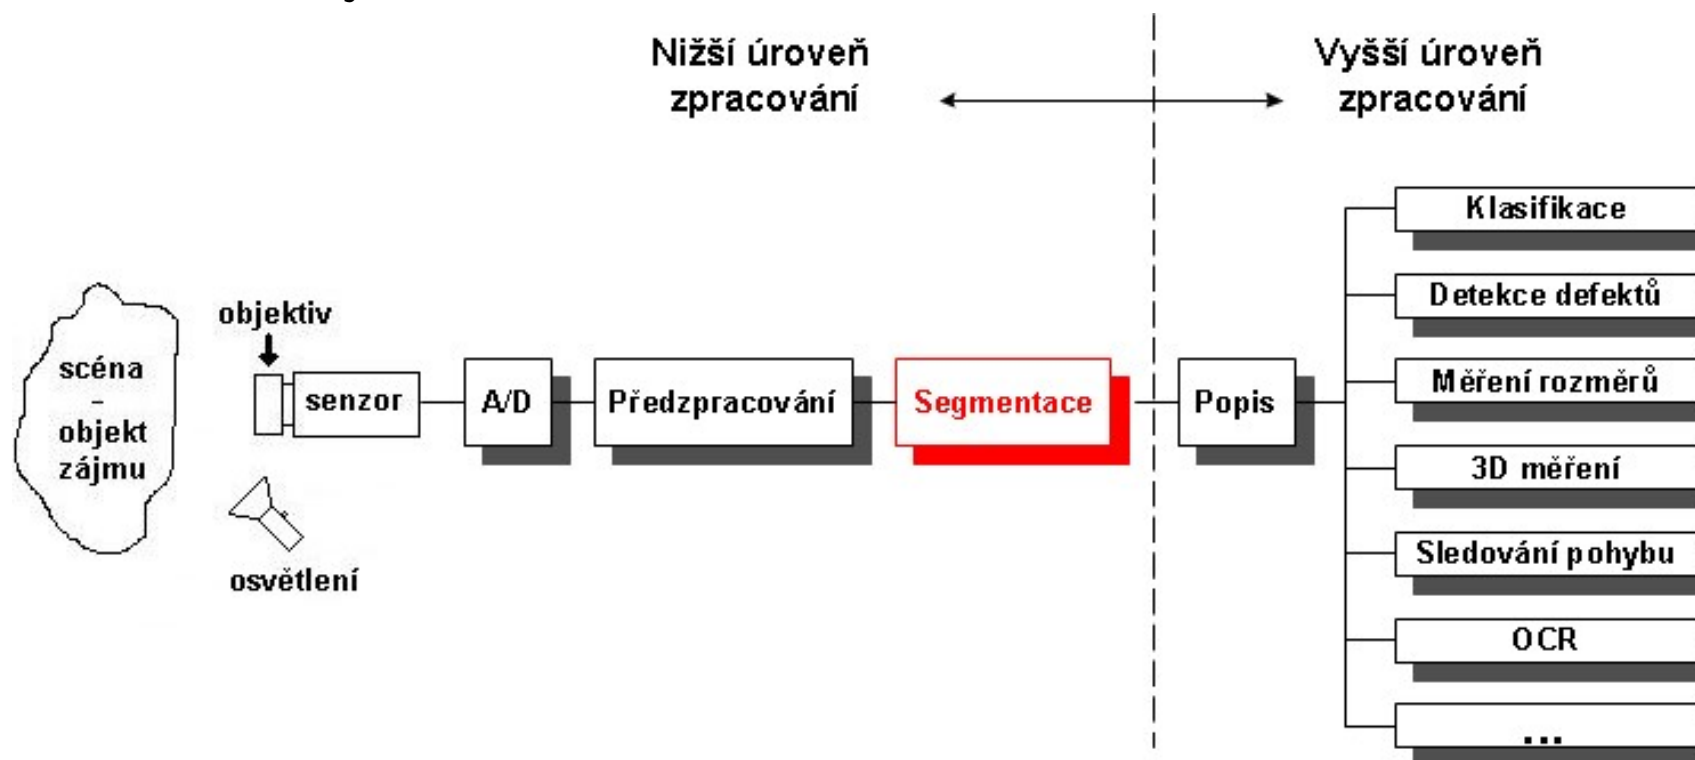 Nižší úroveň
zpracování
Vyšší úroveň
zpracování
scéna
-
objekt
zájmu
objektiv
senzor
osvětlení
A/D
Předzpracování
Segmentace
Popis
Klasifikace
Detekce defektů
Měření rozměrů
3D měření
Sledování pohybu
OCR
...